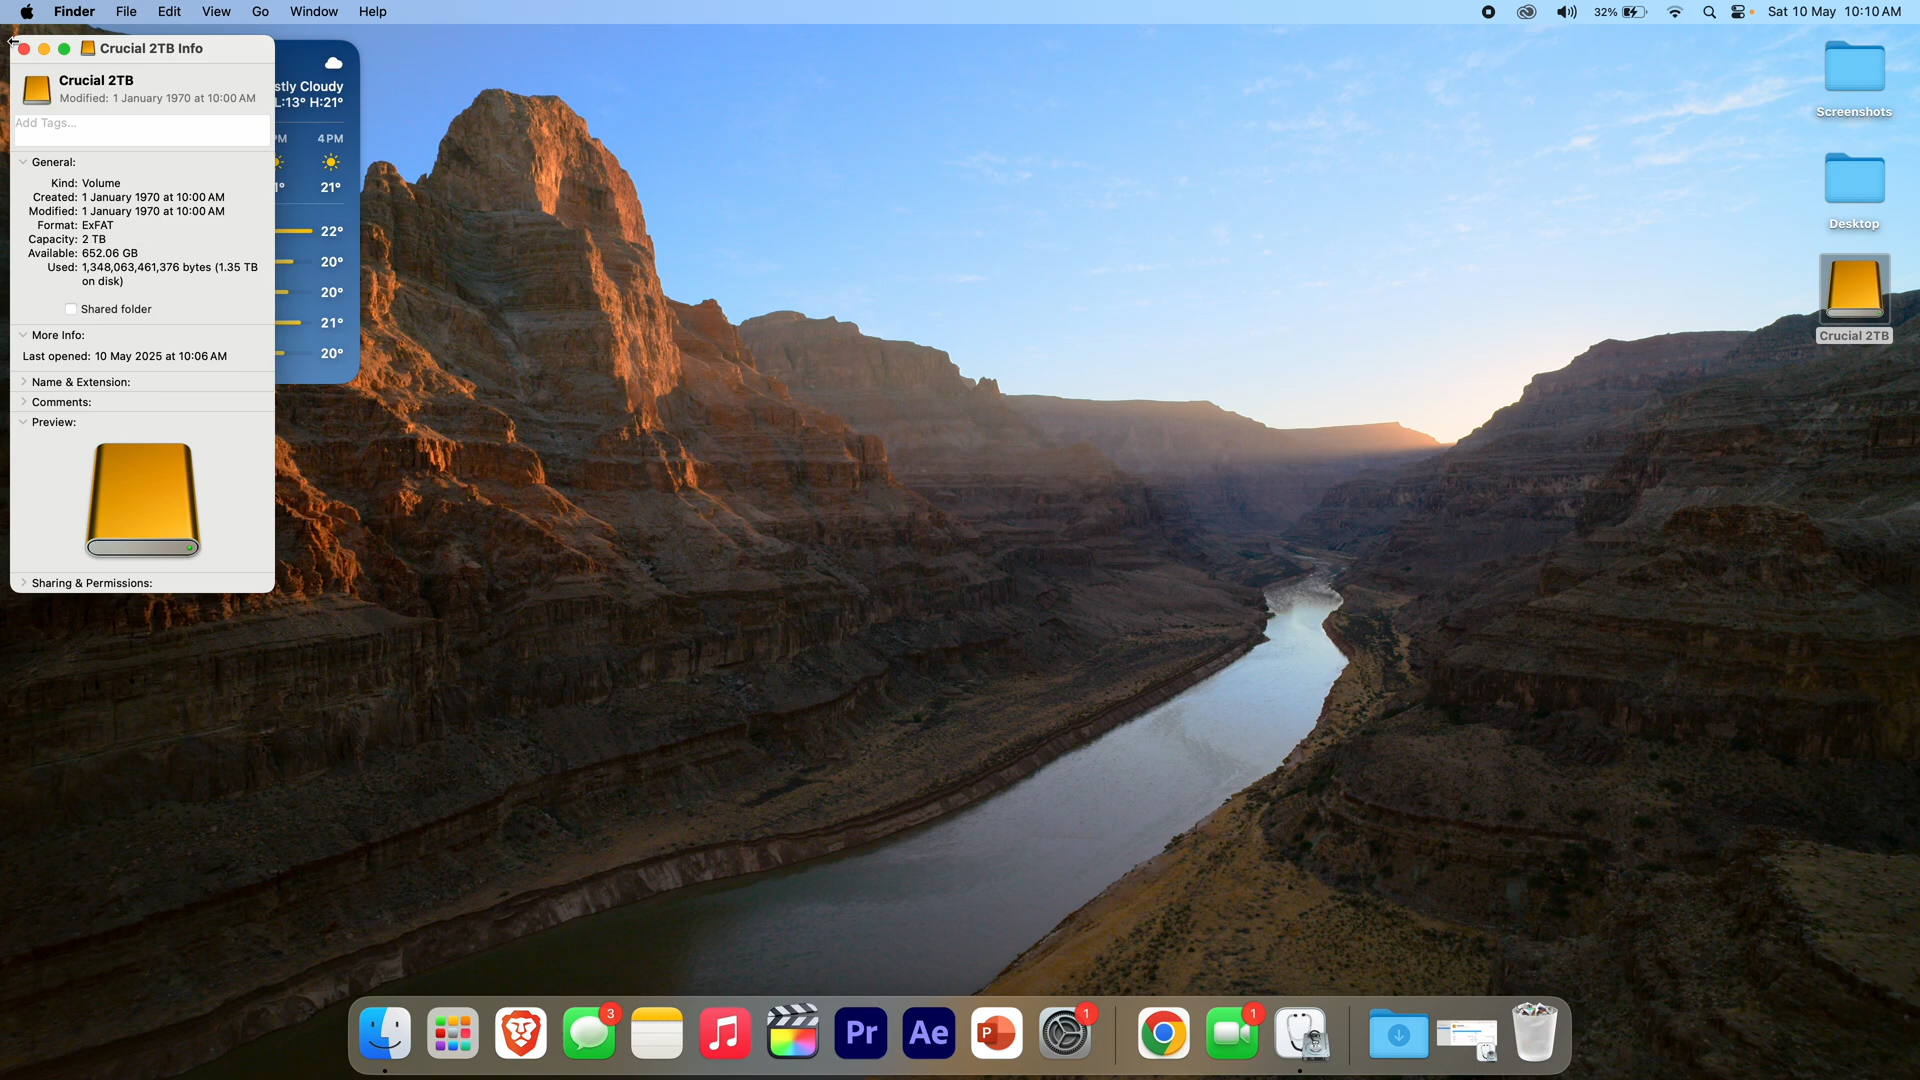 Finder File Edit View Go Window Help
32% Sat 10 May 10:10 AM
Crucial 2TB Info
Crucial 2TB
Modified: 1 January 1970 at 10:00 AM
Add Tags...
General:
Kind: Volume
Created: 1 January 1970 at 10:00 AM
Modified: 1 January 1970 at 10:00 AM
Format: ExFAT
Capacity: 2 TB
Available: 652.06 GB
Used: 1,348,063,461,376 bytes (1.35 TB
on disk)
Shared folder
More Info:
Last opened: 10 May 2025 at 10:06 AM
Name & Extension:
Comments:
Preview:
Sharing & Permissions:
Cloudy
H:21°
4 PM
21°
22°
20°
20°
21°
20°
Screenshots
Desktop
Crucial 2TB
3
Pr
Ae
P
1
1